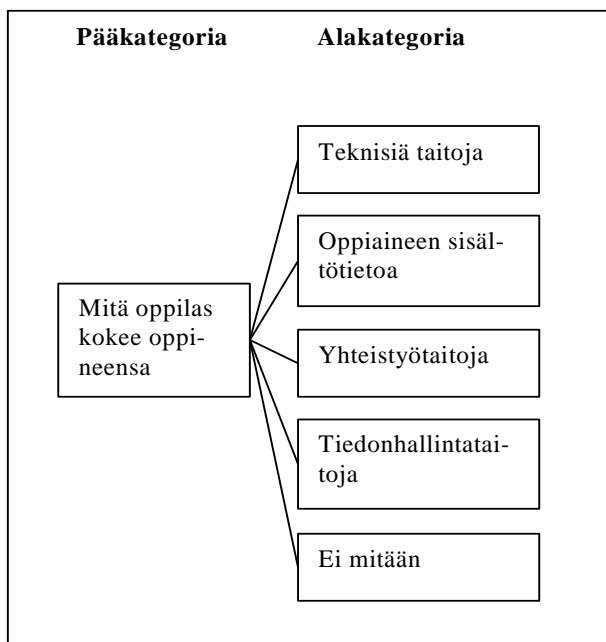 Pääkategoria Alakategoria
Teknisiä taitoja
Oppiaineen sisäl-
tötietoa
Mitä oppilas
kokee oppi-
neensa
Yhteistyötaitoja
Tiedonhallintatai-
toja
Ei mitään